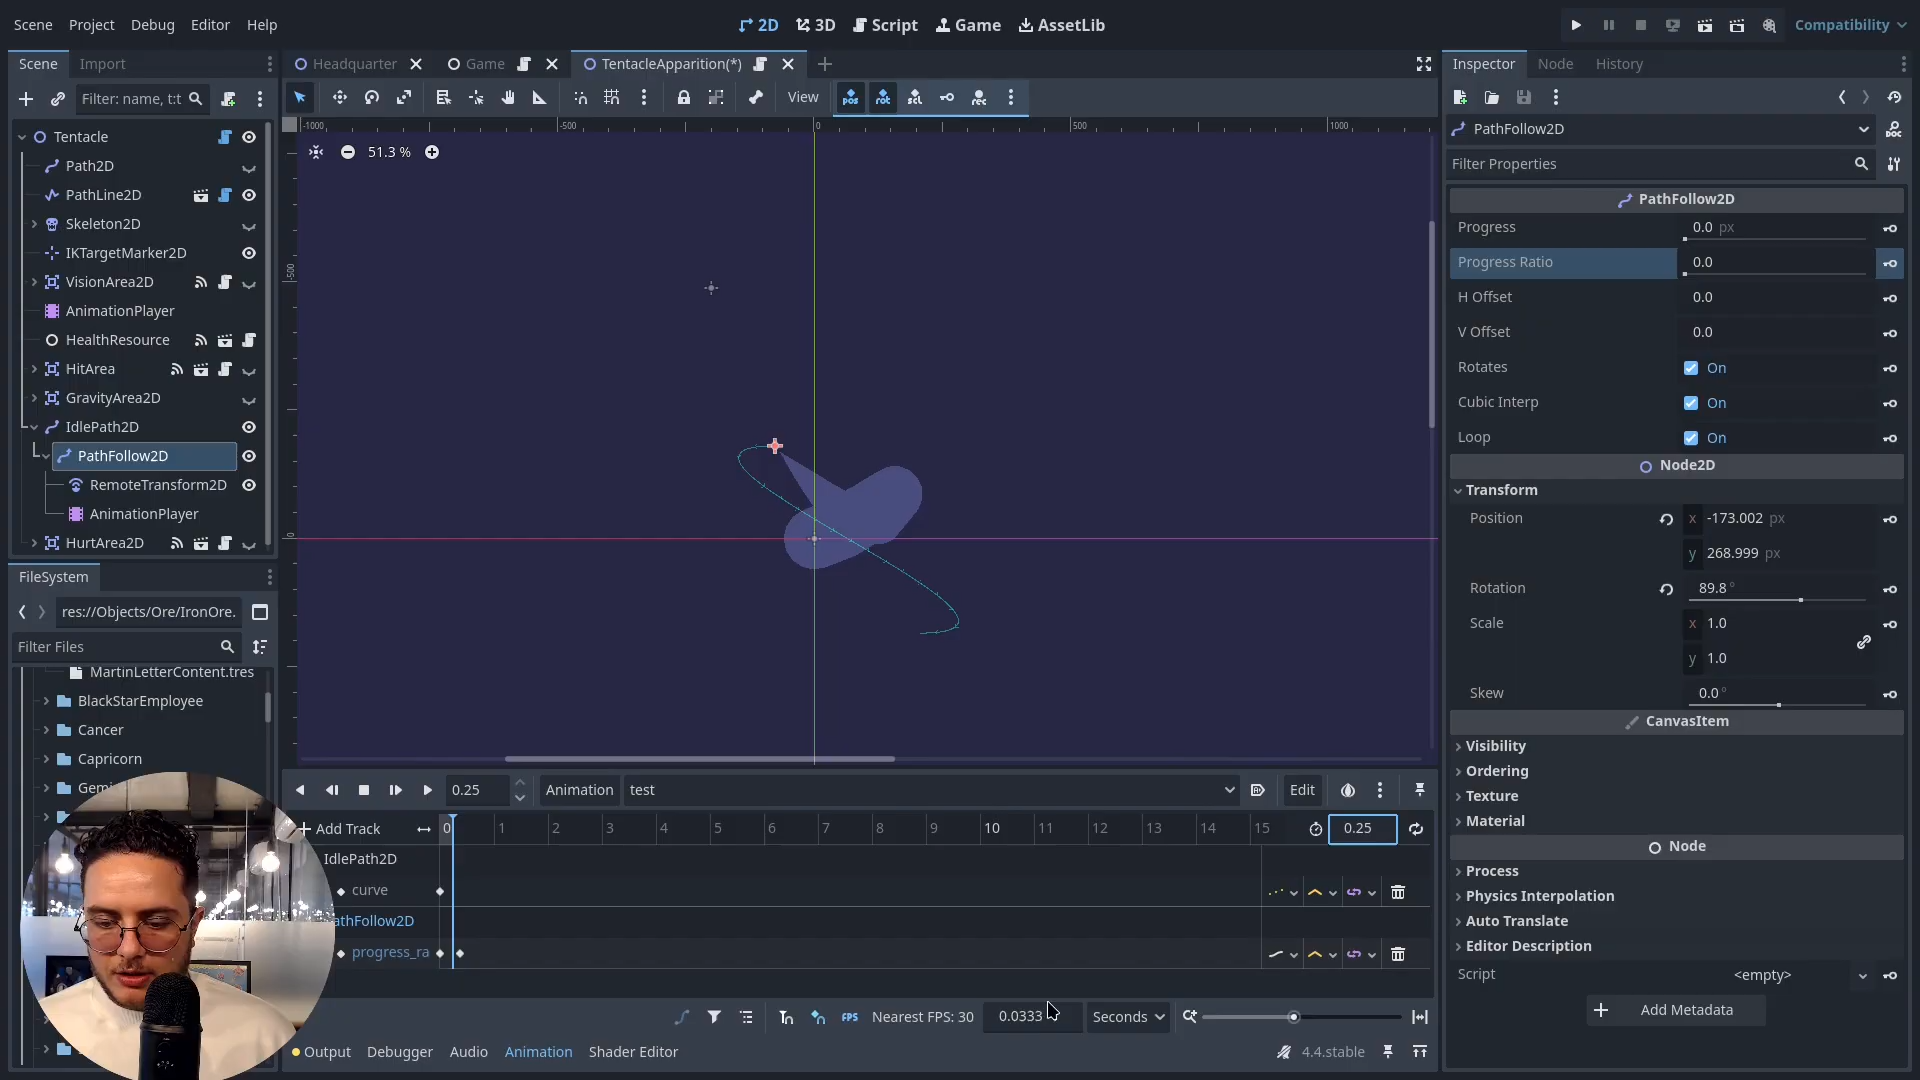 Scene Project Debug Editor Help
2D 3D Script Game AssetLib
Compatibility
Scene Import
Headquarter Game TentacleApparition(*)
Inspector Node History
Filter: name, t:t
View pos rot scl rec
PathFollow2D
Filter Properties
-1000 -500 0 500 1000
51.3 %
-500
0
Tentacle
Path2D
PathLine2D
Skeleton2D
IKTargetMarker2D
VisionArea2D
AnimationPlayer
HealthResource
HitArea
GravityArea2D
IdlePath2D
PathFollow2D
RemoteTransform2D
AnimationPlayer
HurtArea2D
FileSystem
res://Objects/Ore/IronOre.
Filter Files
MartinLetterContent.tres
BlackStarEmployee
Cancer
Capricorn
PathFollow2D
Progress 0.0 px
Progress Ratio 0.0
H Offset 0.0
V Offset 0.0
Rotates On
Cubic Interp On
Loop On
Node2D
Transform
Position x -173.002 px
y 268.999 px
Rotation 89.8 °
Scale x 1.0
y 1.0
Skew 0.0 °
CanvasItem
Visibility
Ordering
Texture
Material
Node
Process
Physics Interpolation
Auto Translate
Editor Description
Script <empty>
Add Metadata
0.25 Animation test Edit
Add Track 0 1 2 3 4 5 6 7 8 9 10 11 12 13 14 15 0.25
IdlePath2D
curve
athFollow2D
progress_ra
FPS Nearest FPS: 30 0.0333 Seconds
Output Debugger Audio Animation Shader Editor 4.4.stable